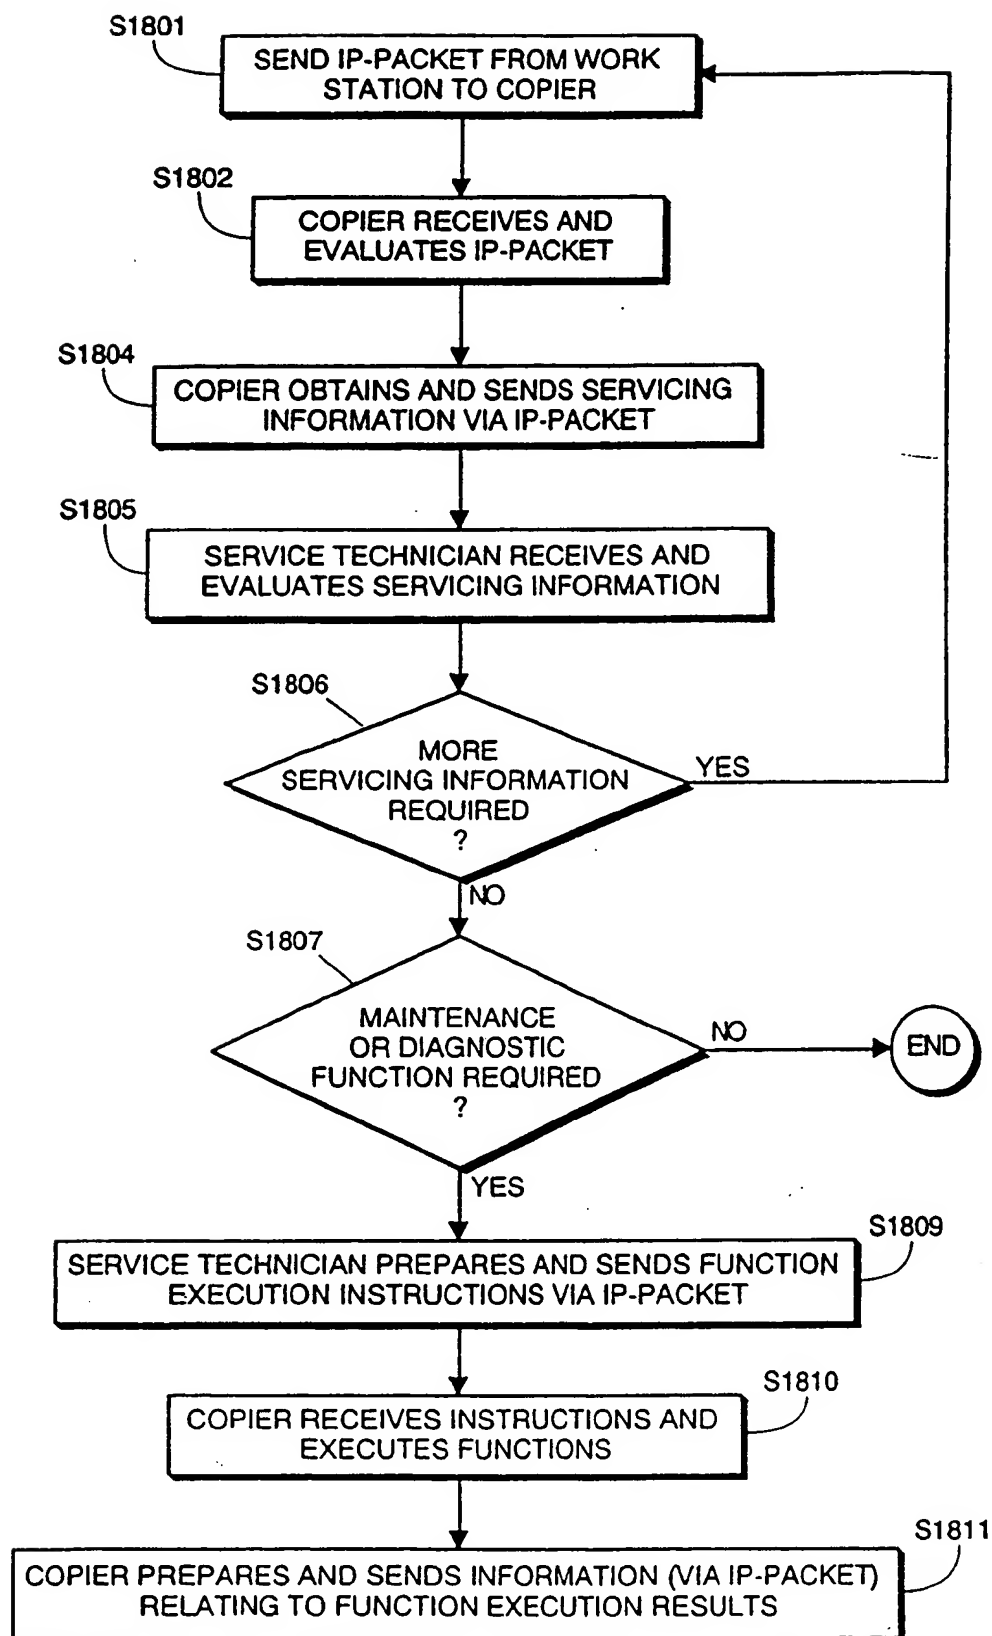 S1801
SEND IP-PACKET FROM WORK
STATION TO COPIER
S1802
COPIER RECEIVES AND
EVALUATES IP-PACKET
S1804
COPIER OBTAINS AND SENDS SERVICING
INFORMATION VIA IP-PACKET
S1805
SERVICE TECHNICIAN RECEIVES AND
EVALUATES SERVICING INFORMATION
S1806
MORE
SERVICING INFORMATION
REQUIRED
?
YES
NO
S1807
MAINTENANCE
OR DIAGNOSTIC
FUNCTION REQUIRED
?
NO
END
YES
S1809
SERVICE TECHNICIAN PREPARES AND SENDS FUNCTION
EXECUTION INSTRUCTIONS VIA IP-PACKET
S1810
COPIER RECEIVES INSTRUCTIONS AND
EXECUTES FUNCTIONS
S1811
COPIER PREPARES AND SENDS INFORMATION (VIA IP-PACKET)
RELATING TO FUNCTION EXECUTION RESULTS